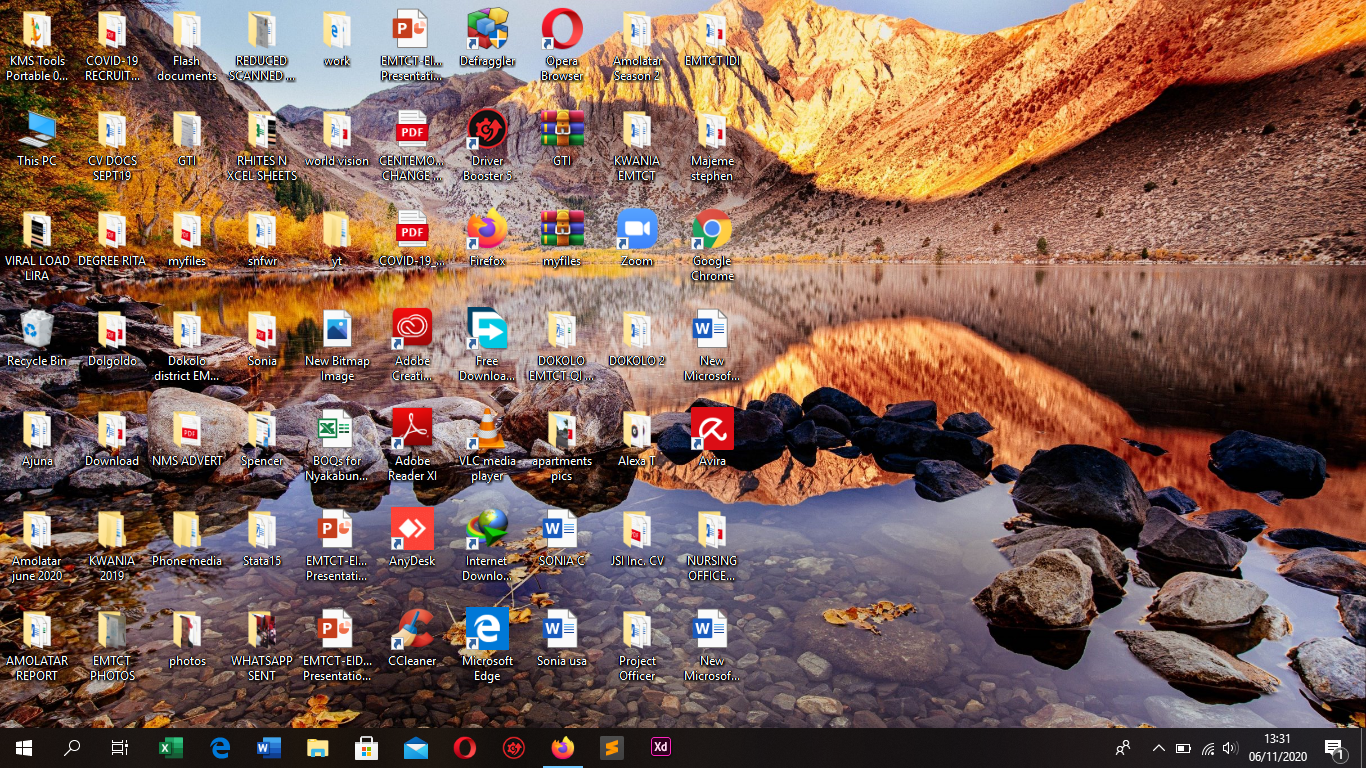 KMS Tools
Portable 0...
COVID-19
RECRUIT...
Flash
documents
REDUCED
SCANNED ...
work
EMTCT-EI...
Presentati...
Defraggler
Opera
Browser
Amolatar
Season 2
EMTCT IDI
This PC
CV DOCS
SEPT19
GTI
RHITES N
XCEL SHEETS
world vision
PDF
CENTEMO...
CHANGE ...
Driver
Booster 5
GTI
KWANIA
EMTCT
Majeme
stephen
VIRAL LOAD
LIRA
DEGREE RITA
myfiles
snfwr
yt
PDF
COVID-19_...
Firefox
myfiles
Zoom
Google
Chrome
Recycle Bin
Dolgoldo
Dokolo
district EM...
Sonia
New Bitmap
Image
Adobe
Creati...
Free
Downloa...
DOKOLO
EMTCT-QI ...
DOKOLO 2
New
Microsof...
Ajuna
Download
NMS ADVERT
Spencer
BOQs for
Nyakabun...
Adobe
Reader XI
VLC media
player
apartments
pics
Alexa T
Avira
Amolatar
june 2020
KWANIA
2019
Phone media
Stata15
EMTCT-EI...
Presentati...
AnyDesk
Internet
Downlo...
SONIA C
JSI Inc. CV
NURSING
OFFICE...
AMOLATAR
REPORT
EMTCT
PHOTOS
photos
WHATSAPP
SENT
EMTCT-EID...
Presentatio...
CCleaner
Microsoft
Edge
Sonia usa
Project
Officer
New
Microsof...
Xd
13:31
06/11/2020
1